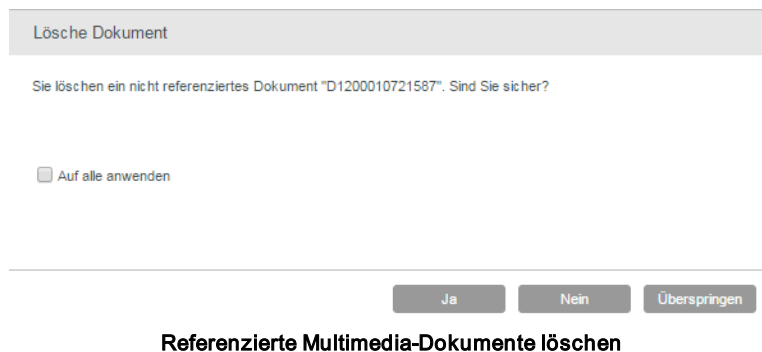 Lösche Dokument
Sie löschen ein nicht referenziertes Dokument "D1200010721587". Sind Sie sicher?
Auf alle anwenden
Ja Nein Überspringen
Referenzierte Multimedia-Dokumente löschen